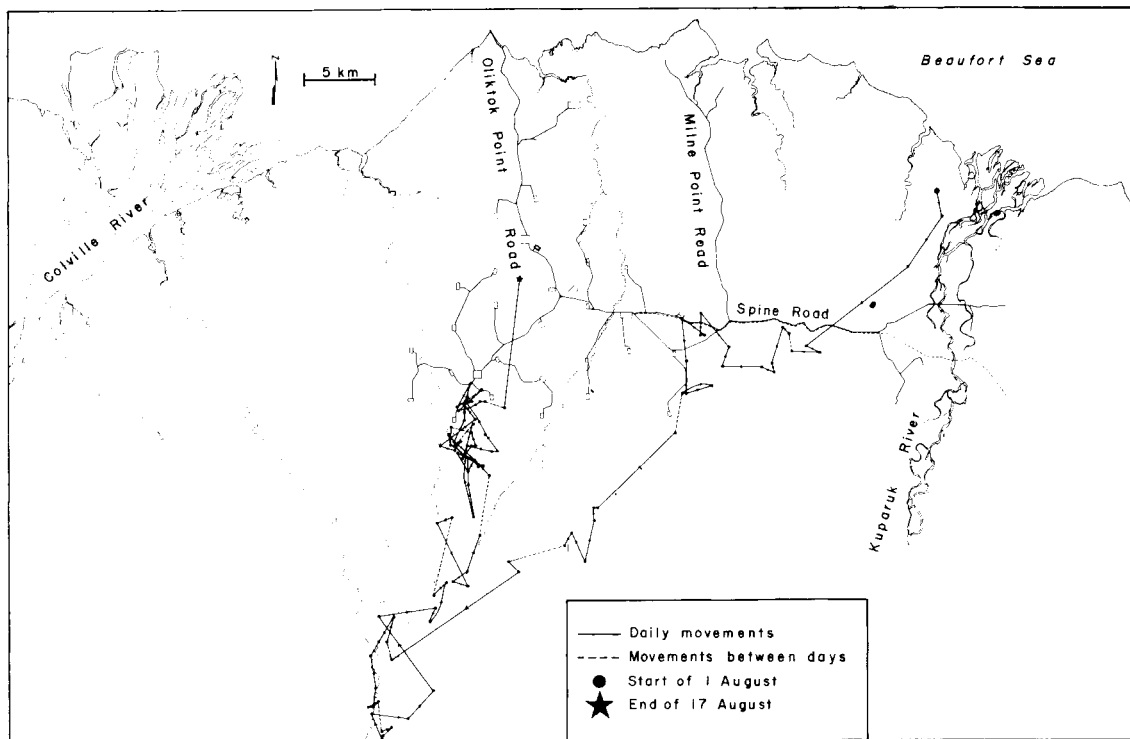 Beaufort Sea
N
5 km
Oliktok Point Road
Milne Point Road
Colville River
Spine Road
Kuparuk River
Daily movements
Movements between days
Start of 1 August
End of 17 August